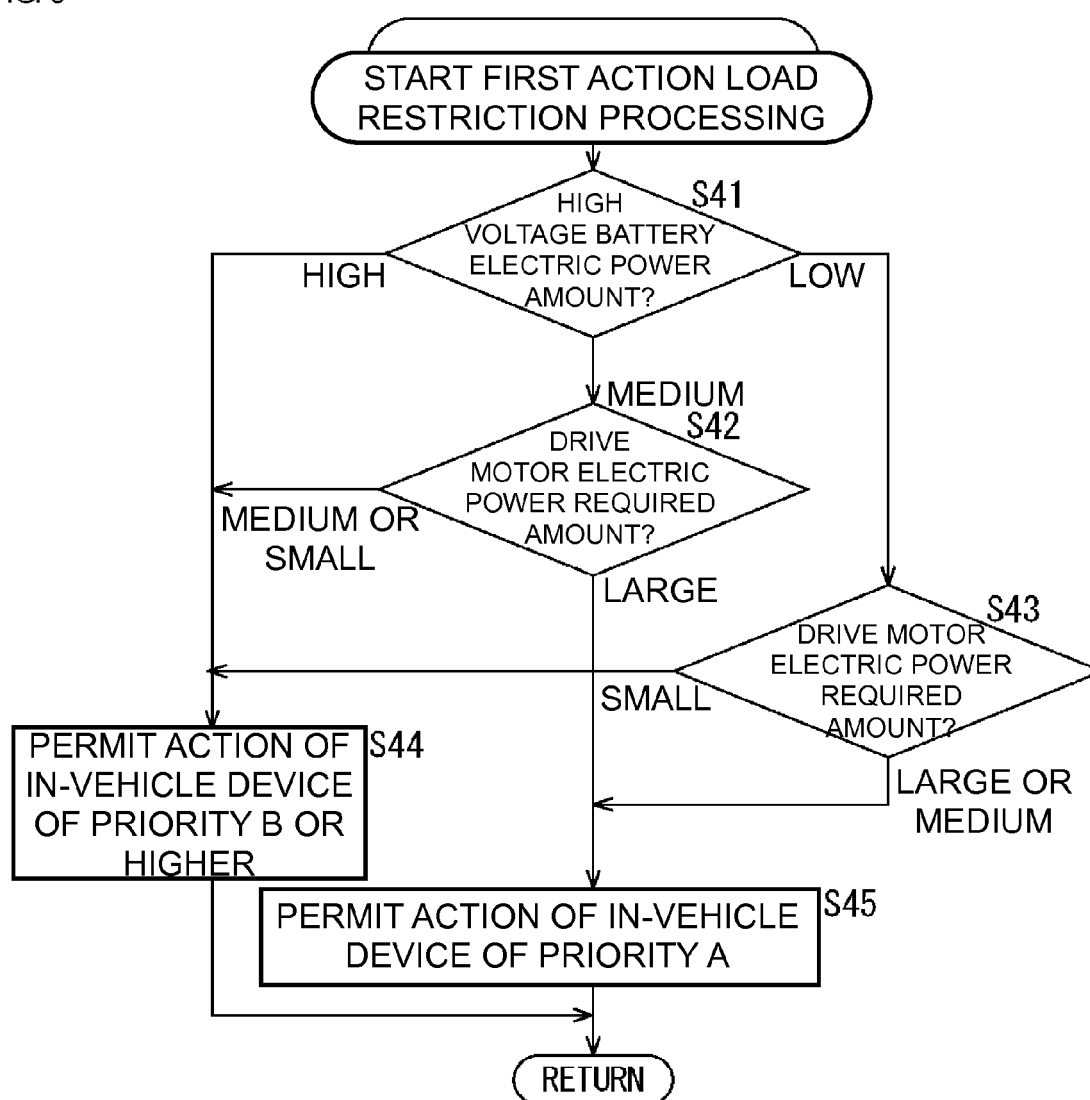 START FIRST ACTION LOAD
RESTRICTION PROCESSING
S41
HIGH
VOLTAGE BATTERY
ELECTRIC POWER
AMOUNT?
HIGH
LOW
MEDIUM
S42
DRIVE
MOTOR ELECTRIC
POWER REQUIRED
AMOUNT?
MEDIUM OR
SMALL
LARGE
S43
DRIVE MOTOR
ELECTRIC POWER
REQUIRED
AMOUNT?
SMALL
LARGE OR
MEDIUM
S44
PERMIT ACTION OF
IN-VEHICLE DEVICE
OF PRIORITY B OR
HIGHER
S45
PERMIT ACTION OF IN-VEHICLE
DEVICE OF PRIORITY A
RETURN